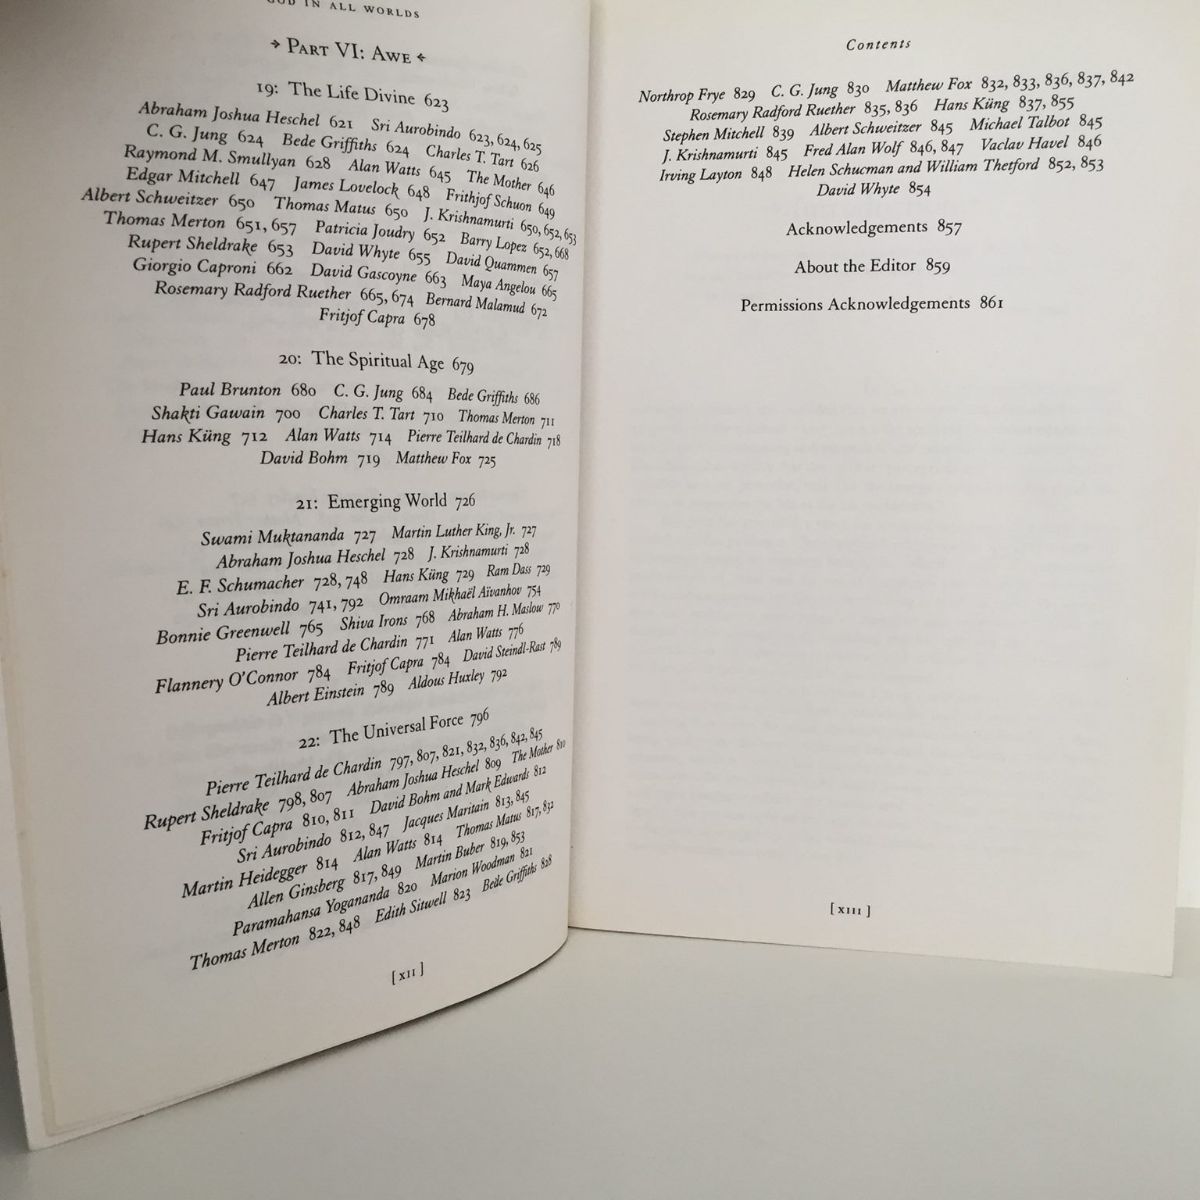 GOD IN ALL WORLDS
PART VI: AWE
19: The Life Divine 623
Abraham Joshua Heschel 621 Sri Aurobindo 623, 624, 625
C. G. Jung 624 Bede Griffiths 624 Charles T. Tart 626
Raymond M. Smullyan 628 Alan Watts 645 The Mother 646
Edgar Mitchell 647 James Lovelock 648 Frithjof Schuon 649
Albert Schweitzer 650 Thomas Matus 650 J. Krishnamurti 650, 652, 653
Thomas Merton 651, 657 Patricia Joudry 652 Barry Lopez 652, 668
Rupert Sheldrake 653 David Whyte 655 David Quammen 657
Giorgio Caproni 662 David Gascoyne 663 Maya Angelou 665
Rosemary Radford Ruether 665, 674 Bernard Malamud 672
Fritjof Capra 678
20: The Spiritual Age 679
Paul Brunton 680 C. G. Jung 684 Bede Griffiths 686
Shakti Gawain 700 Charles T. Tart 710 Thomas Merton 711
Hans Küng 712 Alan Watts 714 Pierre Teilhard de Chardin 718
David Bohm 719 Matthew Fox 725
21: Emerging World 726
Swami Muktananda 727 Martin Luther King, Jr. 727
Abraham Joshua Heschel 728 J. Krishnamurti 728
E. F. Schumacher 728, 748 Hans Küng 729 Ram Dass 729
Sri Aurobindo 741, 792 Omraam Mikhaël Aïvanhov 754
Bonnie Greenwell 765 Shiva Irons 768 Abraham H. Maslow 770
Pierre Teilhard de Chardin 771 Alan Watts 776
Flannery O'Connor 784 Fritjof Capra 784 David Steindl-Rast 789
Albert Einstein 789 Aldous Huxley 792
22: The Universal Force 796
Pierre Teilhard de Chardin 797, 807, 821, 832, 836, 842, 845
Rupert Sheldrake 798, 807 Abraham Joshua Heschel 809 The Mother 810
Fritjof Capra 810, 811 David Bohm and Mark Edwards 812
Sri Aurobindo 812, 847 Jacques Maritain 813, 845
Martin Heidegger 814 Alan Watts 814 Thomas Matus 817, 832
Allen Ginsberg 817, 849 Martin Buber 819, 853
Paramahansa Yogananda 820 Marion Woodman 821
Thomas Merton 822, 848 Edith Sitwell 823 Bede Griffiths 828
[ XII ]
Contents
Northrop Frye 829 C. G. Jung 830 Matthew Fox 832, 833, 836, 837, 842
Rosemary Radford Ruether 835, 836 Hans Küng 837, 855
Stephen Mitchell 839 Albert Schweitzer 845 Michael Talbot 845
J. Krishnamurti 845 Fred Alan Wolf 846, 847 Vaclav Havel 846
Irving Layton 848 Helen Schucman and William Thetford 852, 853
David Whyte 854
Acknowledgements 857
About the Editor 859
Permissions Acknowledgements 861
[ XIII ]